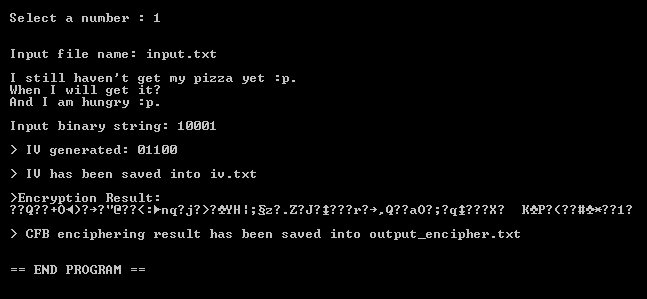 Select a number : 1
Input file name: input.txt
I still haven't get my pizza yet :p.
When I will get it?
And I am hungry :p.
Input binary string: 10001
> IV generated: 01100
> IV has been saved into iv.txt
>Encryption Result:
??Q??+O◄)?→?"@??<:►nq?j?>?♣YH¦;§z?.Z?J?‡???r?→,Q??aO?;?q‡???X?  K♣P?(??#♣*??1?
> CFB enciphering result has been saved into output_encipher.txt
== END PROGRAM ==